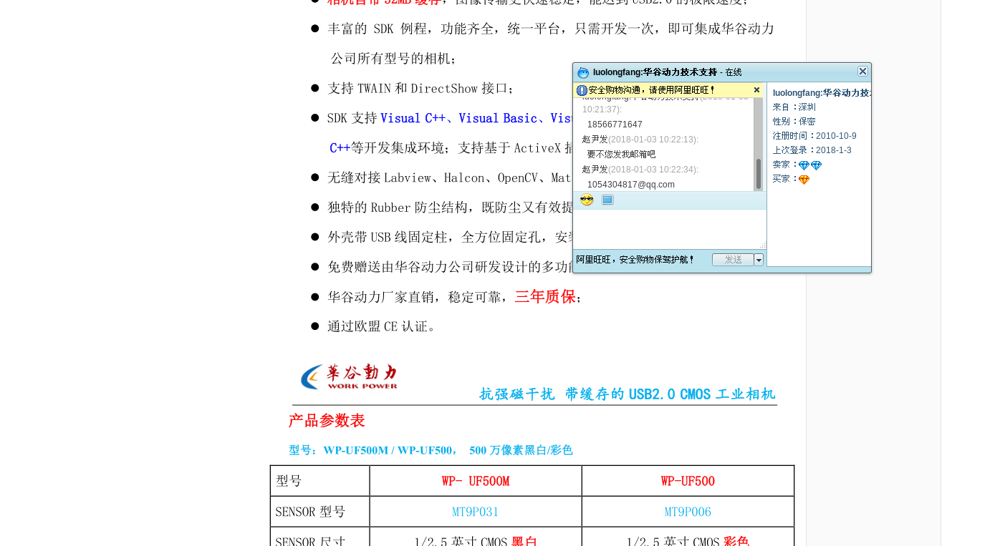 相机自带 32MB 缓存，图像传输更快速稳定，能达到 USB2.0 的极限速度；
● 丰富的 SDK 例程，功能齐全，统一平台，只需开发一次，即可集成华谷动力
公司所有型号的相机；
● 支持 TWAIN 和 DirectShow 接口；
● SDK 支持 Visual C++、Visual Basic、Visu
C++等开发集成环境；支持基于 ActiveX 插
● 无缝对接 Labview、Halcon、OpenCV、Mat
● 独特的 Rubber 防尘结构，既防尘又有效提
● 外壳带 USB 线固定柱，全方位固定孔，安装
● 免费赠送由华谷动力公司研发设计的多功能
● 华谷动力厂家直销，稳定可靠，三年质保；
● 通过欧盟 CE 认证。
luolongfang:华谷动力技术支持 - 在线
安全购物沟通，请使用阿里旺旺！
luolongfang:华谷动力技术支持(2018-01-03
10:21:37):
18566771647
赵尹发(2018-01-03 10:22:13):
要不您发我邮箱吧
赵尹发(2018-01-03 10:22:34):
1054304817@qq.com
阿里旺旺，安全购物保驾护航！
发送
luolongfang:华谷动力技术支
来自：深圳
性别：保密
注册时间：2010-10-9
上次登录：2018-1-3
卖家：
买家：
華谷動力
WORK POWER
抗强磁干扰 带缓存的 USB2.0 CMOS 工业相机
产品参数表
型号：WP-UF500M / WP-UF500， 500 万像素黑白/彩色
型号 WP- UF500M WP-UF500
SENSOR 型号 MT9P031 MT9P006
SENSOR 尺寸 1/2.5 英寸 CMOS 黑白 1/2.5 英寸 CMOS 彩色